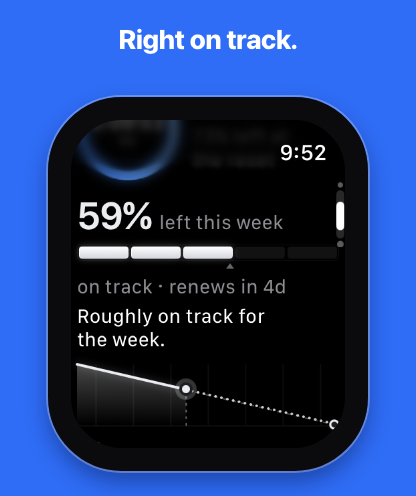 Right on track.
9:52
59% left this week
on track · renews in 4d
Roughly on track for
the week.